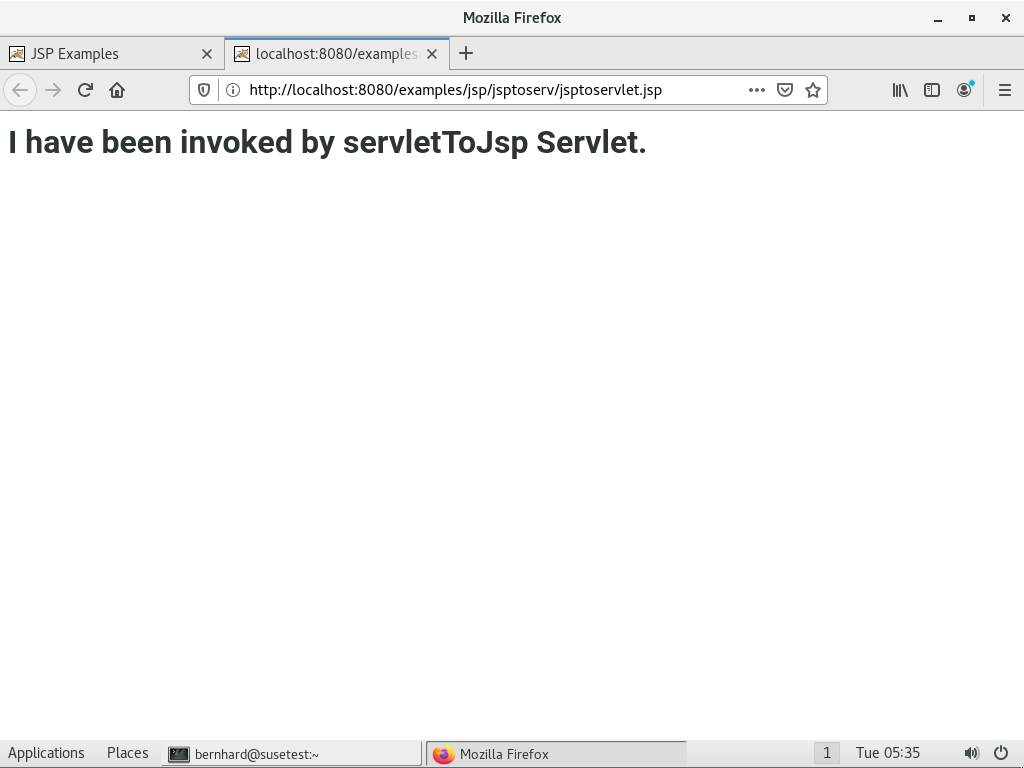 Mozilla Firefox
JSP Examples
localhost:8080/examples
http://localhost:8080/examples/jsp/jsptoserv/jsptoservlet.jsp
I have been invoked by servletToJsp Servlet.
Applications Places bernhard@susetest:~ Mozilla Firefox 1 Tue 05:35